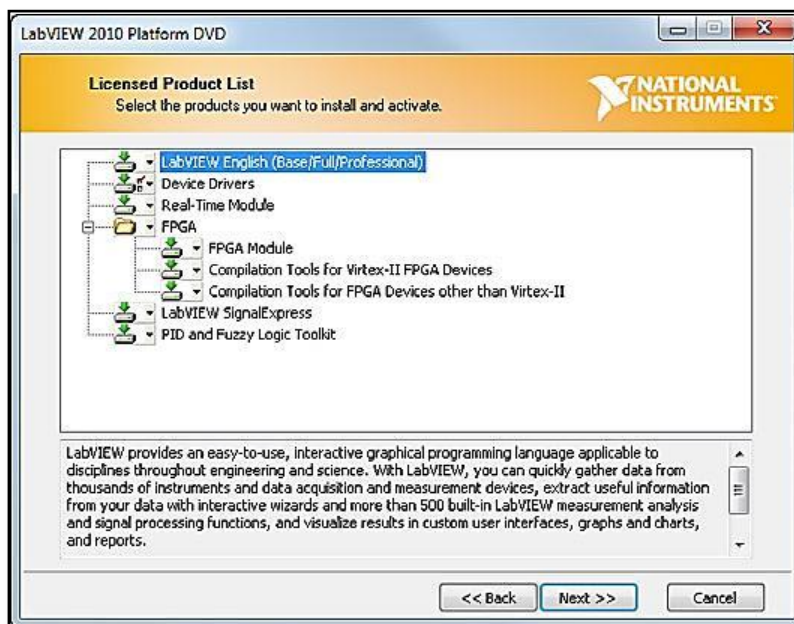 LabVIEW 2010 Platform DVD
Licensed Product List
Select the products you want to install and activate.
NATIONAL
INSTRUMENTS
LabVIEW English (Base/Full/Professional)
Device Drivers
Real-Time Module
FPGA
FPGA Module
Compilation Tools for Virtex-II FPGA Devices
Compilation Tools for FPGA Devices other than Virtex-II
LabVIEW SignalExpress
PID and Fuzzy Logic Toolkit
LabVIEW provides an easy-to-use, interactive graphical programming language applicable to
disciplines throughout engineering and science. With LabVIEW, you can quickly gather data from
thousands of instruments and data acquisition and measurement devices, extract useful information
from your data with interactive wizards and more than 500 built-in LabVIEW measurement analysis
and signal processing functions, and visualize results in custom user interfaces, graphs and charts,
and reports.
<< Back
Next >>
Cancel